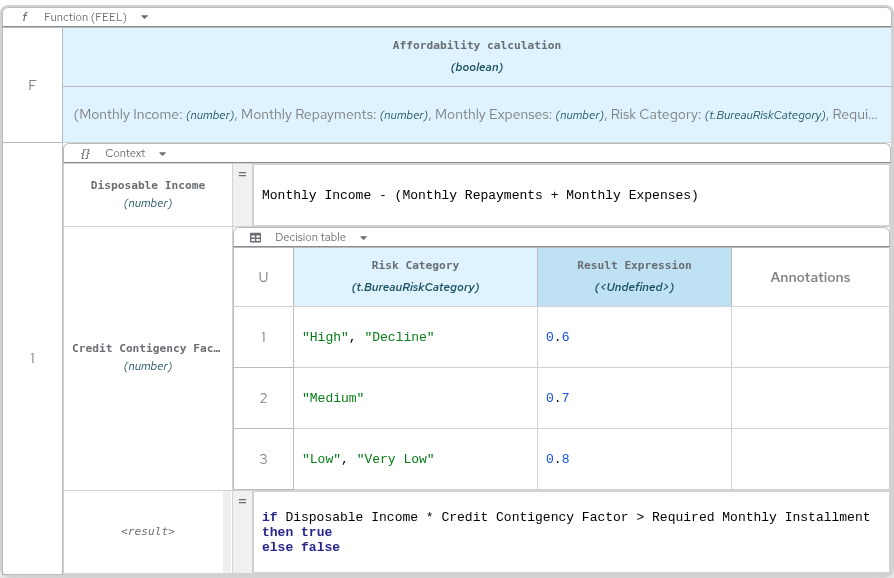 f Function (FEEL)
F
Affordability calculation
(boolean)
(Monthly Income: (number), Monthly Repayments: (number), Monthly Expenses: (number), Risk Category: (t.BureauRiskCategory), Requi...
1
{} Context
Disposable Income
(number)
=
Monthly Income - (Monthly Repayments + Monthly Expenses)
Credit Contigency Fac…
(number)
Decision table
U
Risk Category
(t.BureauRiskCategory)
Result Expression
(<Undefined>)
Annotations
1 "High", "Decline" 0.6
2 "Medium" 0.7
3 "Low", "Very Low" 0.8
<result>
=
if Disposable Income * Credit Contigency Factor > Required Monthly Installment
then true
else false